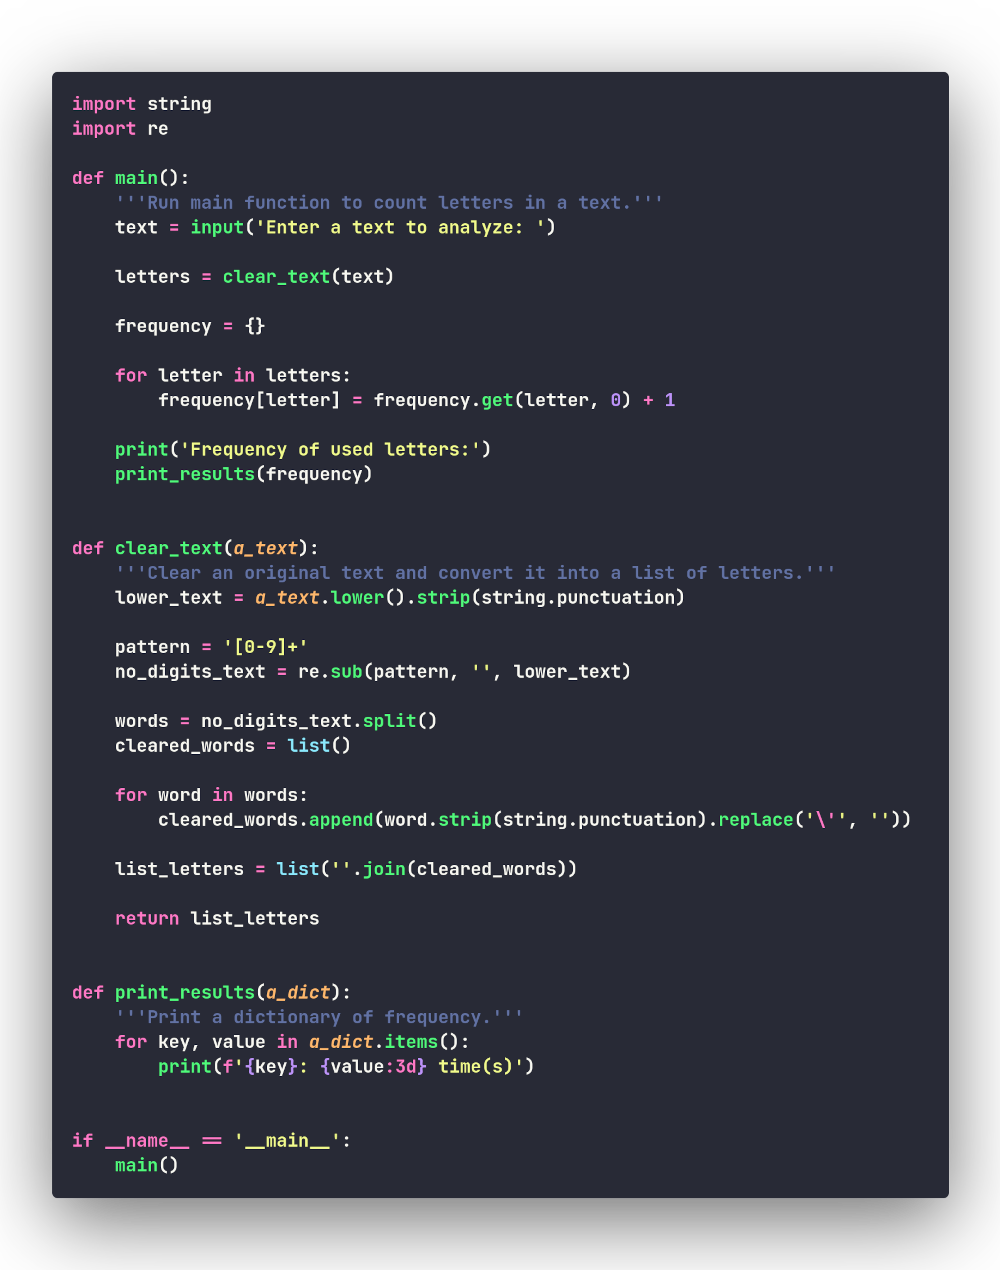 import string
import re
def main():
    '''Run main function to count letters in a text.'''
    text = input('Enter a text to analyze: ')
    letters = clear_text(text)
    frequency = {}
    for letter in letters:
        frequency[letter] = frequency.get(letter, 0) + 1
    print('Frequency of used letters:')
    print_results(frequency)
def clear_text(a_text):
    '''Clear an original text and convert it into a list of letters.'''
    lower_text = a_text.lower().strip(string.punctuation)
    pattern = '[0-9]+'
    no_digits_text = re.sub(pattern, '', lower_text)
    words = no_digits_text.split()
    cleared_words = list()
    for word in words:
        cleared_words.append(word.strip(string.punctuation).replace('\'', ''))
    list_letters = list(''.join(cleared_words))
    return list_letters
def print_results(a_dict):
    '''Print a dictionary of frequency.'''
    for key, value in a_dict.items():
        print(f'{key}: {value:3d} time(s)')
if __name__ == '__main__':
    main()